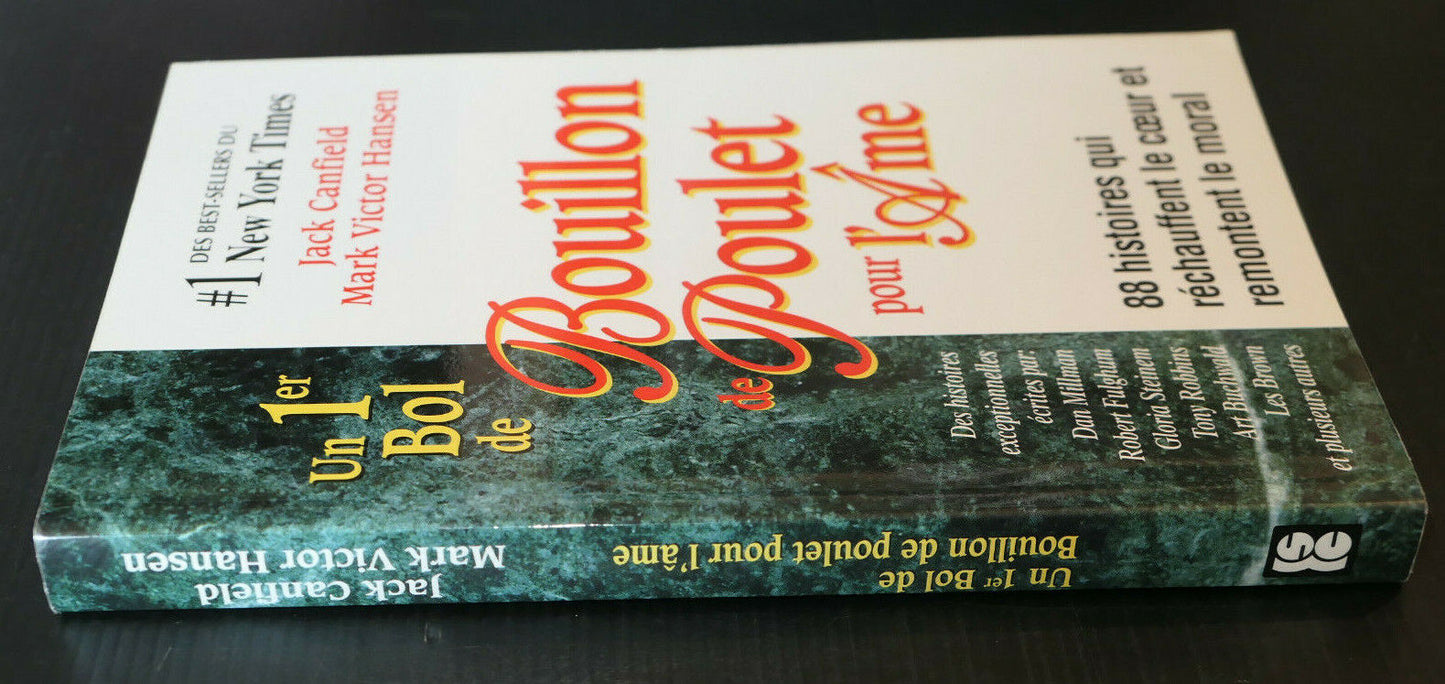 #1 DES BEST-SELLERS DU
New York Times
Jack Canfield
Mark Victor Hansen
Un 1er
Bol
de
Bouillon
de Poulet
pour l'Âme
88 histoires qui
réchauffent le cœur et
remontent le moral
Des histoires
exceptionnelles
écrites par:
Dan Millman
Robert Fulghum
Gloria Steinem
Tony Robbins
Art Buchwald
Les Brown
et plusieurs autres
Un 1er Bol de
Bouillon de poulet pour l'âme
Jack Canfield
Mark Victor Hansen